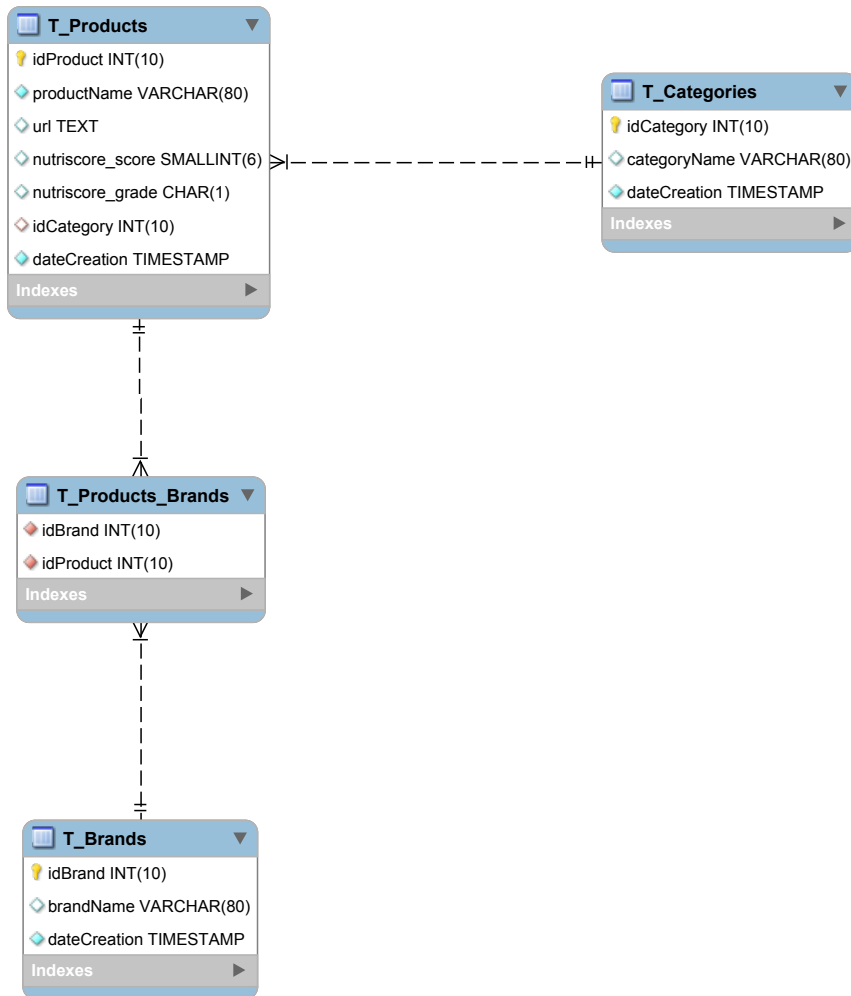 T_Products
idProduct INT(10)
productName VARCHAR(80)
url TEXT
nutriscore_score SMALLINT(6)
nutriscore_grade CHAR(1)
idCategory INT(10)
dateCreation TIMESTAMP
Indexes
T_Categories
idCategory INT(10)
categoryName VARCHAR(80)
dateCreation TIMESTAMP
Indexes
T_Products_Brands
idBrand INT(10)
idProduct INT(10)
Indexes
T_Brands
idBrand INT(10)
brandName VARCHAR(80)
dateCreation TIMESTAMP
Indexes